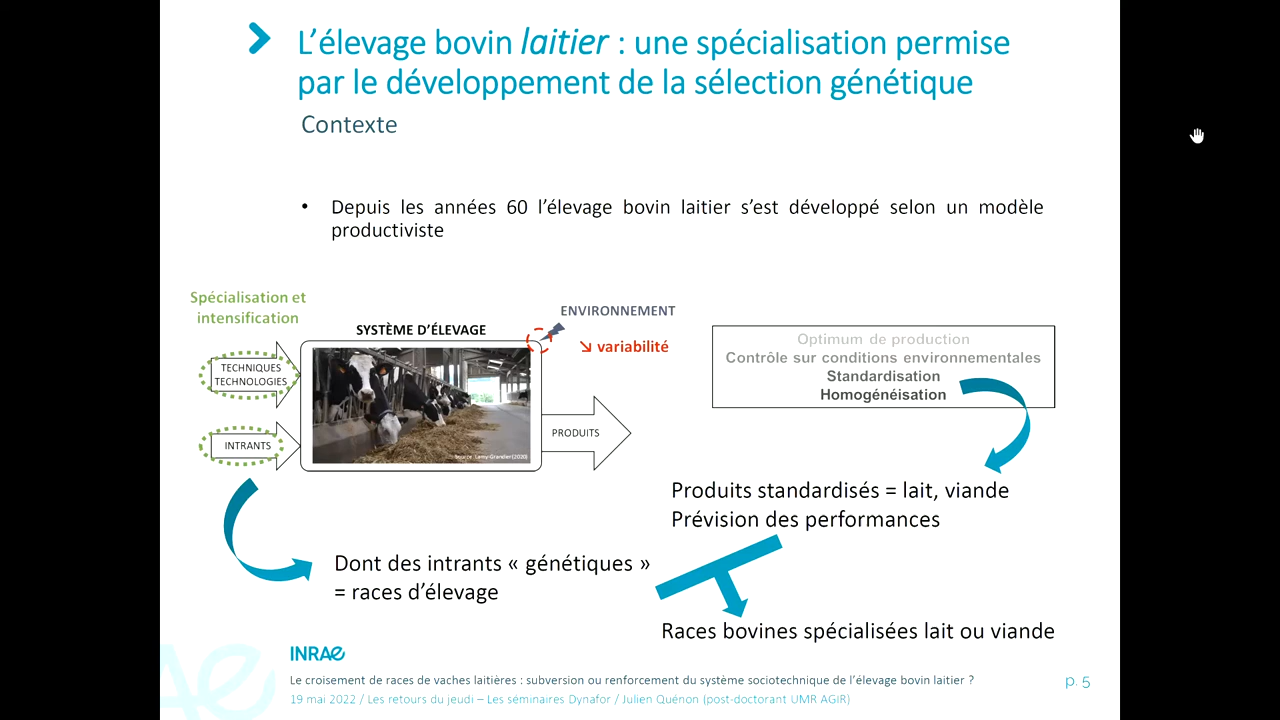 L’élevage bovin laitier : une spécialisation permise
par le développement de la sélection génétique
Contexte
• Depuis les années 60 l’élevage bovin laitier s’est développé selon un modèle
productiviste
Spécialisation et
intensification
TECHNIQUES
TECHNOLOGIES
INTRANTS
SYSTÈME D’ÉLEVAGE
Source : Lamy Grandier (2020)
ENVIRONNEMENT
↘ variabilité
PRODUITS
Optimum de production
Contrôle sur conditions environnementales
Standardisation
Homogénéisation
Produits standardisés = lait, viande
Prévision des performances
Dont des intrants « génétiques »
= races d’élevage
Races bovines spécialisées lait ou viande
INRAE
Le croisement de races de vaches laitières : subversion ou renforcement du système sociotechnique de l’élevage bovin laitier ?
19 mai 2022 / Les retours du jeudi – Les séminaires Dynafor / Julien Quénon (post-doctorant UMR AGIR)
p. 5